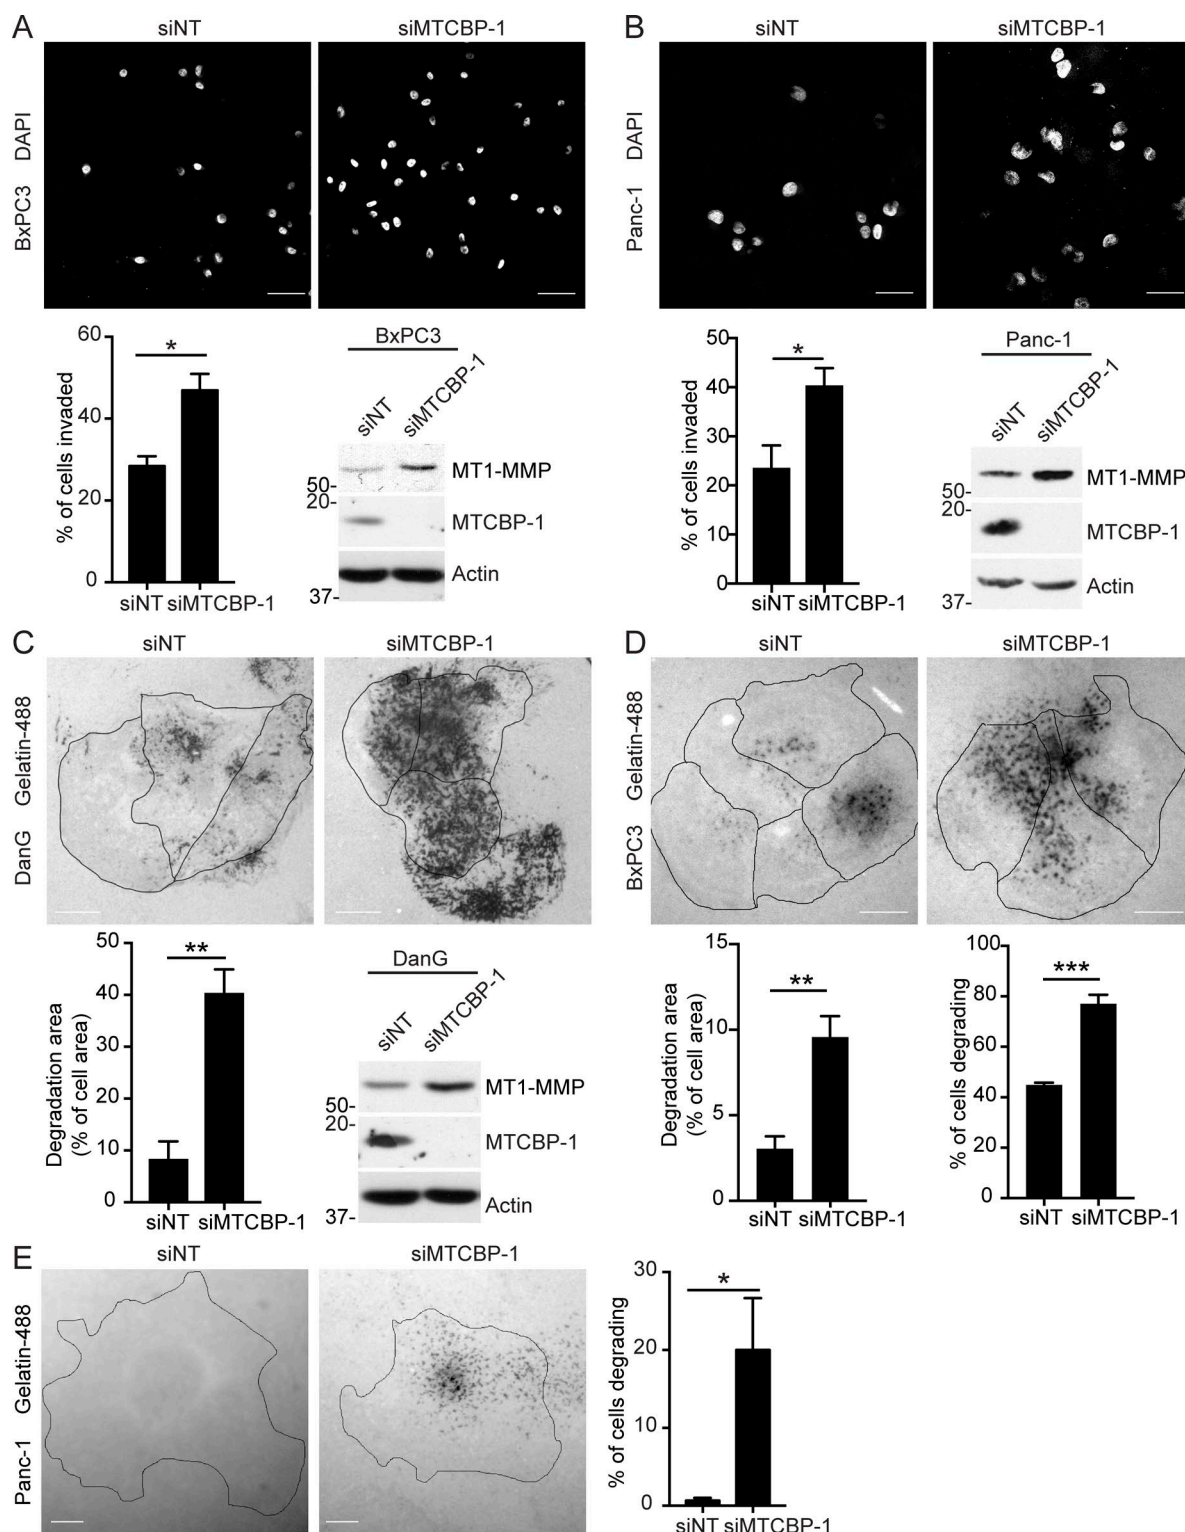 A
siNT
siMTCBP-1
BxPC3 DAPI
60
40
20
0
% of cells invaded
*
siNT siMTCBP-1
BxPC3
siNT
siMTCBP-1
MT1-MMP
50-
20-
MTCBP-1
Actin
37-
B
siNT
siMTCBP-1
Panc-1 DAPI
50
40
30
20
10
0
% of cells invaded
*
siNT siMTCBP-1
Panc-1
siNT
siMTCBP-1
MT1-MMP
50-
20-
MTCBP-1
Actin
37-
C
siNT
siMTCBP-1
DanG Gelatin-488
50
40
30
20
10
0
Degradation area
(% of cell area)
**
siNT siMTCBP-1
DanG
siNT
siMTCBP-1
MT1-MMP
50-
20-
MTCBP-1
Actin
37-
D
siNT
siMTCBP-1
BxPC3 Gelatin-488
15
10
5
0
Degradation area
(% of cell area)
**
siNT siMTCBP-1
100
80
60
40
20
0
% of cells degrading
***
siNT siMTCBP-1
E
siNT
siMTCBP-1
Panc-1 Gelatin-488
30
20
10
0
% of cells degrading
*
siNT siMTCBP-1